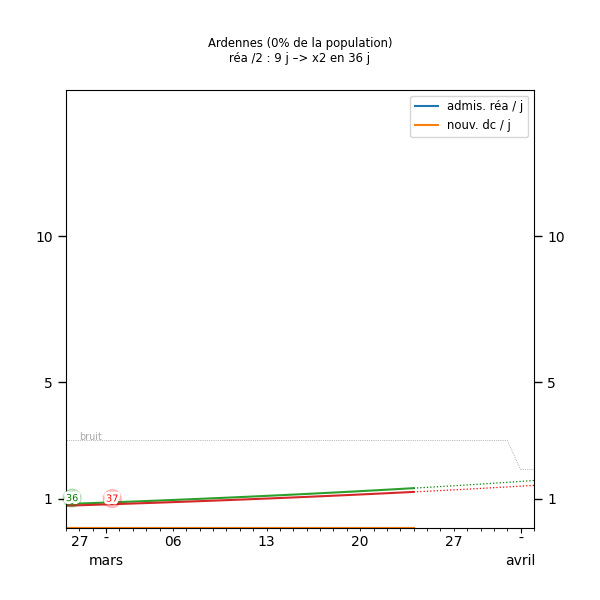 Ardennes (0% de la population)
réa /2 : 9 j –> x2 en 36 j
admis. réa / j
nouv. dc / j
10 10
5 5
bruit
1 36 37 1
27 - 06 13 20 27 -
mars avril